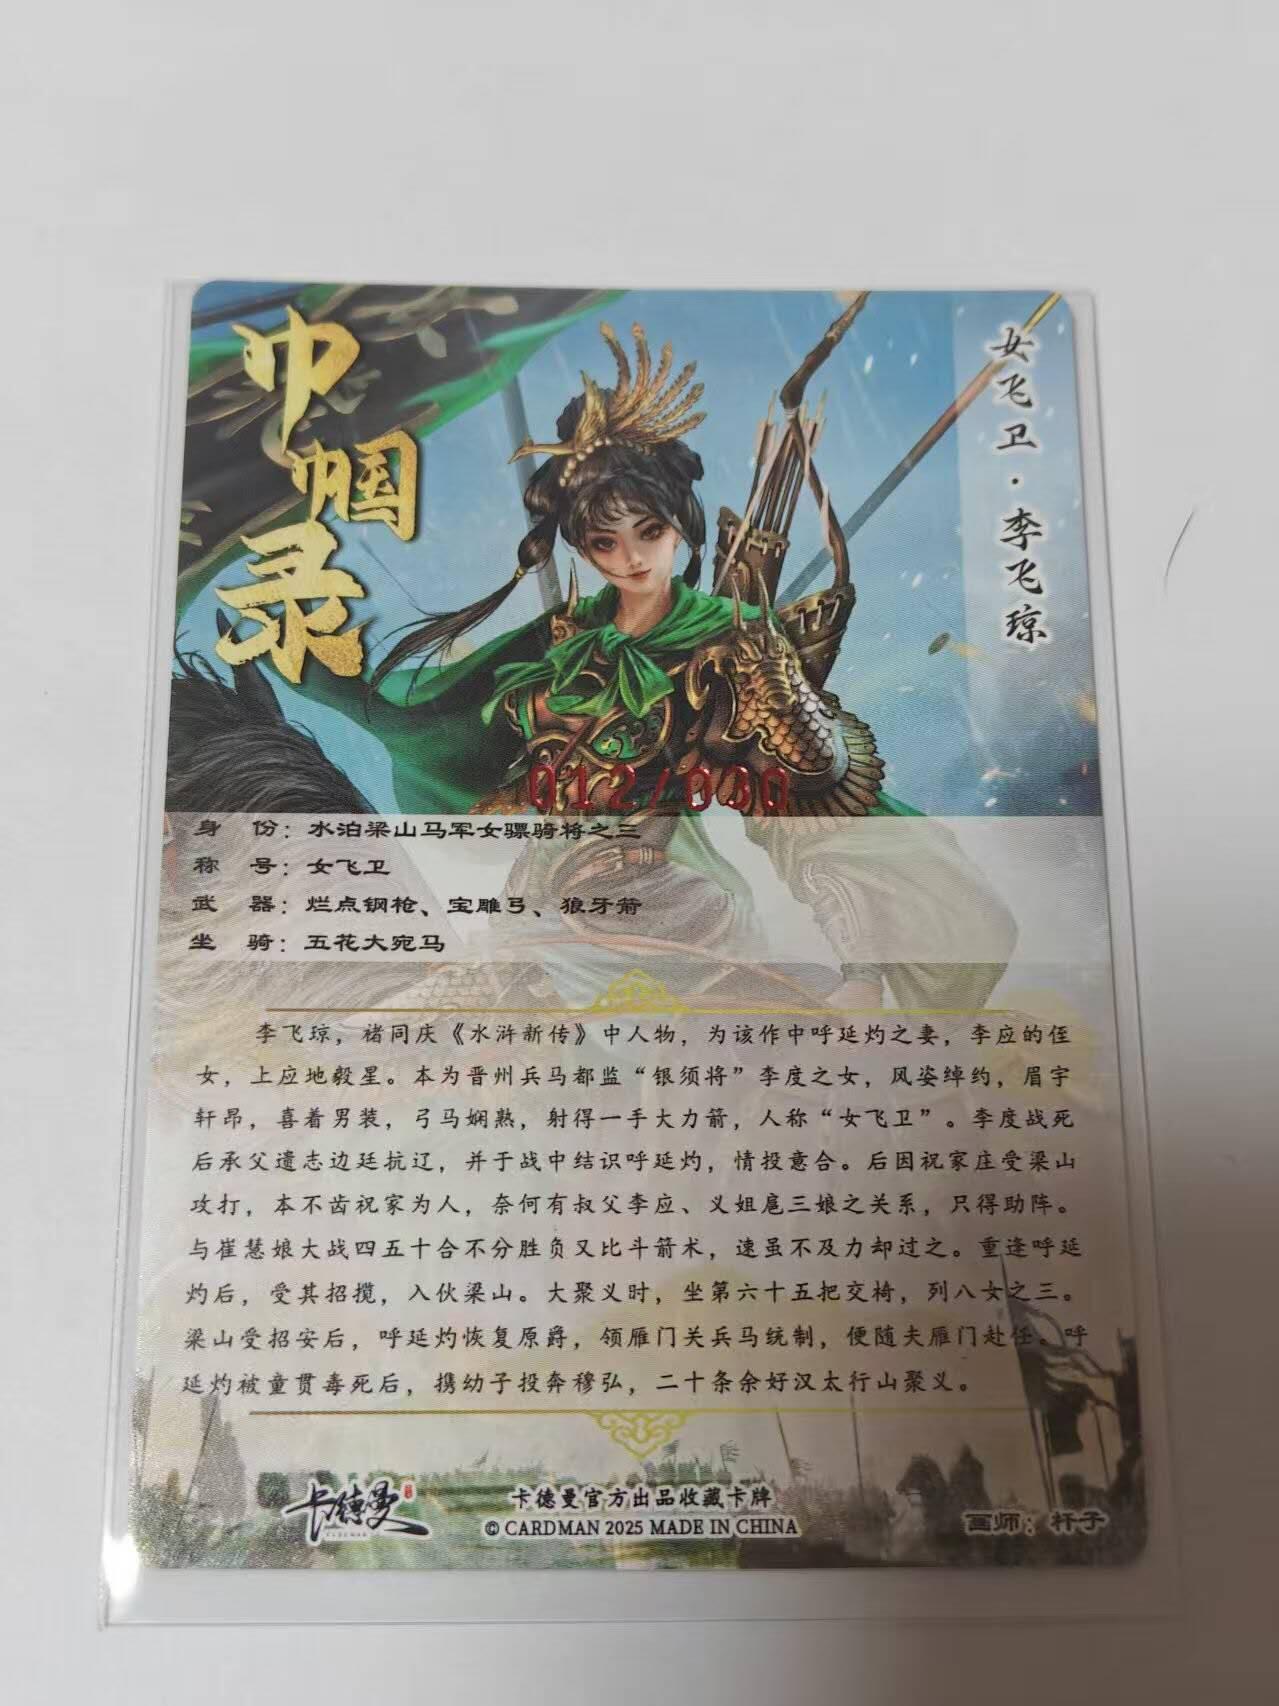 巾帼录
女飞卫·李飞琼
012/030
身 份：水泊梁山马军女骠骑将之三
称 号：女飞卫
武 器：烂点钢枪、宝雕弓、狼牙箭
坐 骑：五花大宛马
李飞琼，褚同庆《水浒新传》中人物，为该作中呼延灼之妻，李应的侄
女，上应地毅星。本为晋州兵马都监“银须将”李度之女，风姿绰约，眉宇
轩昂，喜着男装，弓马娴熟，射得一手大力箭，人称“女飞卫”。李度战死
后承父遗志边廷抗辽，并于战中结识呼延灼，情投意合。后因祝家庄受梁山
攻打，本不齿祝家为人，奈何有叔父李应、义姐扈三娘之关系，只得助阵。
与崔慧娘大战四五十合不分胜负又比斗箭术，速虽不及力却过之。重逢呼延
灼后，受其招揽，入伙梁山。大聚义时，坐第六十五把交椅，列八女之三。
梁山受招安后，呼延灼恢复原爵，领雁门关兵马统制，便随夫雁门赴任。呼
延灼被童贯毒死后，携幼子投奔穆弘，二十条余好汉太行山聚义。
卡德曼
卡德曼官方出品收藏卡牌
© CARDMAN 2025 MADE IN CHINA
画师：杆子